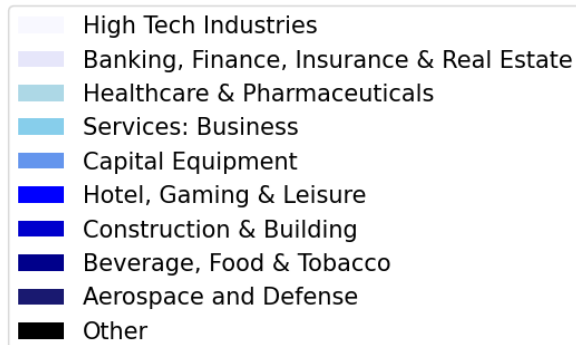 High Tech Industries
Banking, Finance, Insurance & Real Estate
Healthcare & Pharmaceuticals
Services: Business
Capital Equipment
Hotel, Gaming & Leisure
Construction & Building
Beverage, Food & Tobacco
Aerospace and Defense
Other